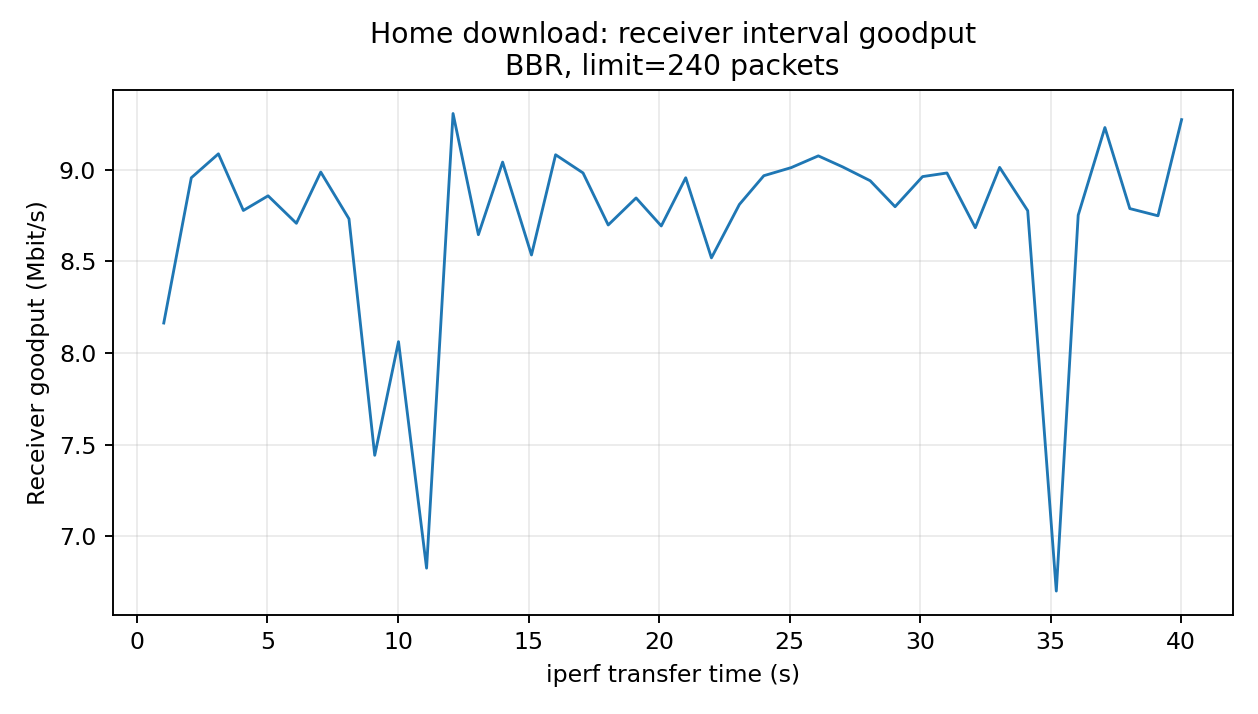 Home download: receiver interval goodput
BBR, limit=240 packets
Receiver goodput (Mbit/s)
9.0
8.5
8.0
7.5
7.0
0 5 10 15 20 25 30 35 40
iperf transfer time (s)